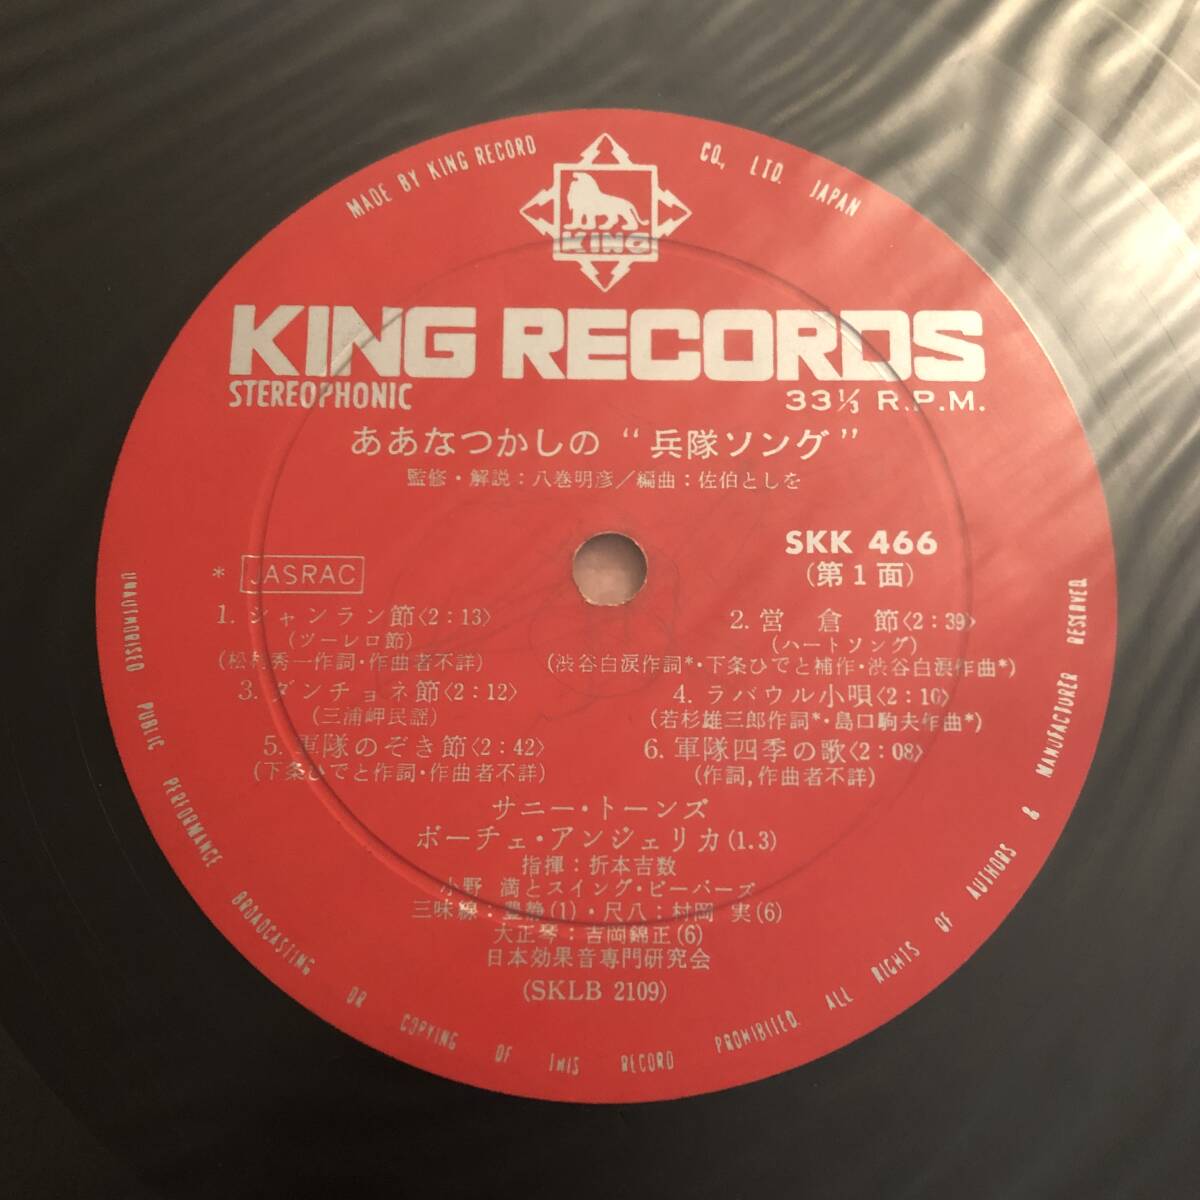 MADE BY KING RECORD CO., LTD. JAPAN
KING
KING RECORDS
STEREOPHONIC
33⅓ R.P.M.
ああなつかしの “兵隊ソング”
監修・解説：八巻明彦／編曲：佐伯としを
SKK 466
(第1面)
* JASRAC
1. シャンラン節〈2：13〉
(ツーレロ節)
(松村秀一作詞・作曲者不詳)
2. 営倉節〈2：39〉
(ハートソング)
(渋谷白涙作詞*・下条ひでと補作・渋谷白涙作曲*)
3. ダンチョネ節〈2：12〉
(三浦岬民謡)
4. ラバウル小唄〈2：10〉
(若杉雄三郎作詞*・島口駒夫作曲*)
5. 軍隊のぞき節〈2：42〉
(下条ひでと作詞・作曲者不詳)
6. 軍隊四季の歌〈2：08〉
(作詞,作曲者不詳)
サニー・トーンズ
ボーチェ・アンジェリカ(1.3)
指揮：折本吉数
小野 満とスイング・ビーバーズ
三味線：豊静(1)・尺八：村岡 実(6)
大正琴：吉岡錦正(6)
日本効果音専門研究会
(SKLB 2109)
UNAUTHORISED PUBLIC PERFORMANCE BROADCASTING OR COPYING OF THIS RECORD PROHIBITED. ALL RIGHTS OF AUTHORS & MANUFACTURER RESERVED